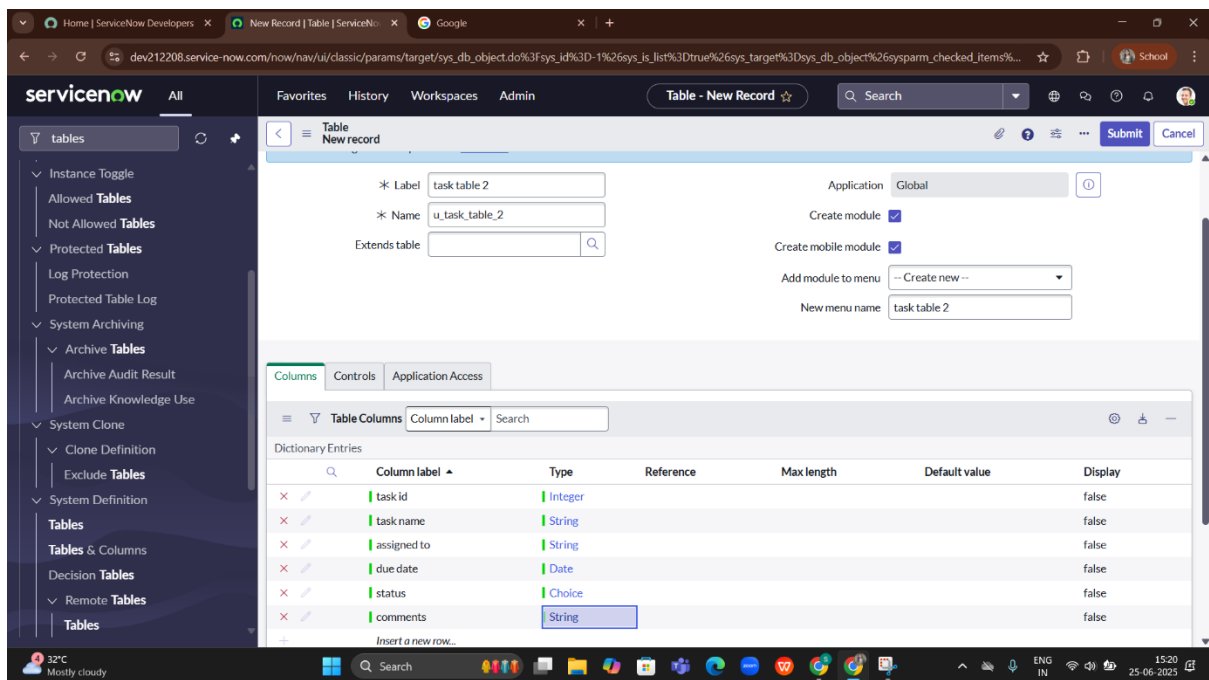 Home | ServiceNow Developers
New Record | Table | ServiceNo
Google
dev212208.service-now.com/now/nav/ui/classic/params/target/sys_db_object.do%3Fsys_id%3D-1%26sys_is_list%3Dtrue%26sys_target%3Dsys_db_object%26sysparm_checked_items%...
School
servicenow
All
Favorites
History
Workspaces
Admin
Table - New Record
Search
tables
Table
New record
Submit
Cancel
Instance Toggle
Allowed Tables
Not Allowed Tables
Protected Tables
Log Protection
Protected Table Log
System Archiving
Archive Tables
Archive Audit Result
Archive Knowledge Use
System Clone
Clone Definition
Exclude Tables
System Definition
Tables
Tables & Columns
Decision Tables
Remote Tables
Tables
Label task table 2
Name u_task_table_2
Extends table
Application Global
Create module
Create mobile module
Add module to menu -- Create new --
New menu name task table 2
Columns Controls Application Access
Table Columns Column label Search
Dictionary Entries
Column label Type Reference Max length Default value Display
task id Integer false
task name String false
assigned to String false
due date Date false
status Choice false
comments String false
Insert a new row...
4
32°C
Mostly cloudy
Search
ENG
IN
15:20
25-06-2025